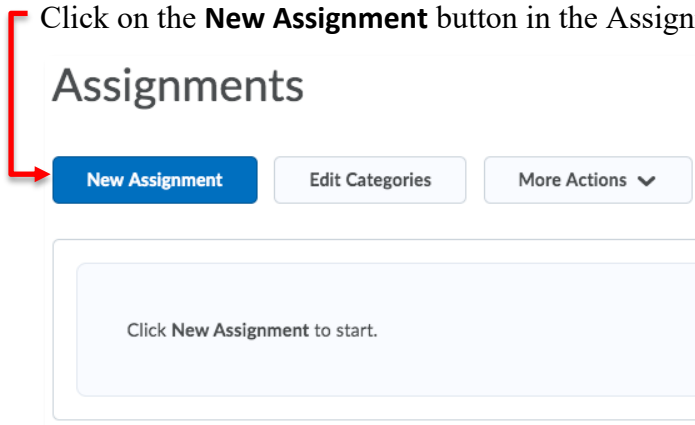 Click on the New Assignment button in the Assign
Assignments
New Assignment Edit Categories More Actions
Click New Assignment to start.